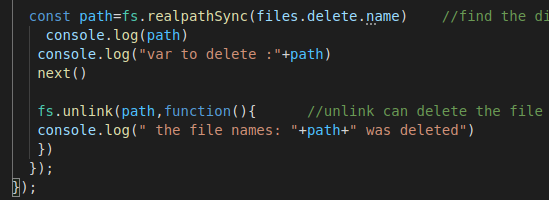 const path=fs.realpathSync(files.delete.name) //find the di
console.log(path)
console.log("var to delete :"+path)
next()
fs.unlink(path,function(){ //unlink can delete the file
console.log(" the file names: "+path+" was deleted")
})
});
});